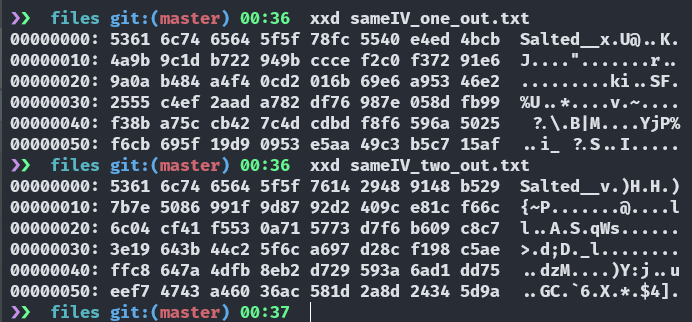 ❯❯ files git:(master) 00:36 xxd sameIV_one_out.txt
00000000: 5361 6c74 6564 5f5f 78fc 5540 e4ed 4bcb Salted__x.U@..K.
00000010: 4a9b 9c1d b722 949b ccce f2c0 f372 91e6 J....".......r..
00000020: 9a0a b484 a4f4 0cd2 016b 69e6 a953 46e2 .........ki..SF.
00000030: 2555 c4ef 2aad a782 df76 987e 058d fb99 %U..*....v.~....
00000040: f38b a75c cb42 7c4d cdbd f8f6 596a 5025 ?.\.B|M....YjP%
00000050: f6cb 695f 19d9 0953 e5aa 49c3 b5c7 15af ..i_ ?.S..I.....
❯❯ files git:(master) 00:36 xxd sameIV_two_out.txt
00000000: 5361 6c74 6564 5f5f 7614 2948 9148 b529 Salted__v.)H.H.)
00000010: 7b7e 5086 991f 9d87 92d2 409c e81c f66c {~P.......@....l
00000020: 6c04 cf41 f553 0a71 5773 d7f6 b609 c8c7 l..A.S.qWs......
00000030: 3e19 643b 44c2 5f6c a697 d28c f198 c5ae >.d;D._l........
00000040: ffc8 647a 4dfb 8eb2 d729 593a 6ad1 dd75 ..dzM....)Y:j..u
00000050: eef7 4743 a460 36ac 581d 2a8d 2434 5d9a ..GC.`6.X.*.$4].
❯❯ files git:(master) 00:37